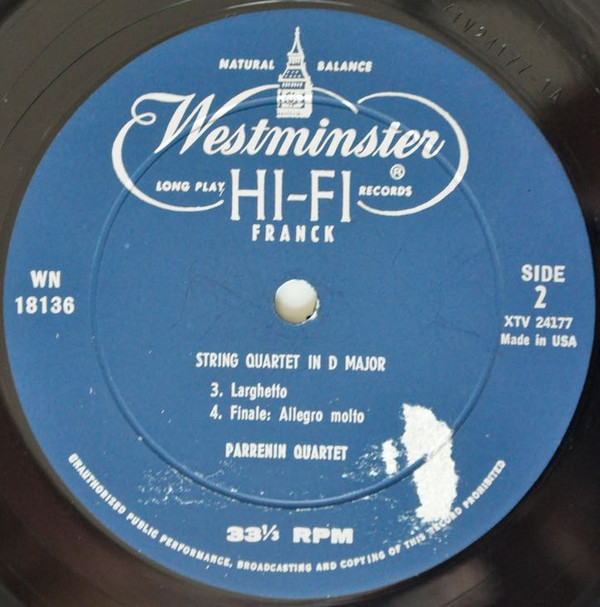 XTV24177-1A
NATURAL BALANCE
Westminster®
LONG PLAY HI-FI RECORDS
FRANCK
WN
18136
SIDE
2
XTV 24177
Made in USA
STRING QUARTET IN D MAJOR
3. Larghetto
4. Finale: Allegro molto
PARRENIN QUARTET
33⅓ RPM
UNAUTHORIZED PUBLIC PERFORMANCE, BROADCASTING AND COPYING OF THIS RECORD PROHIBITED